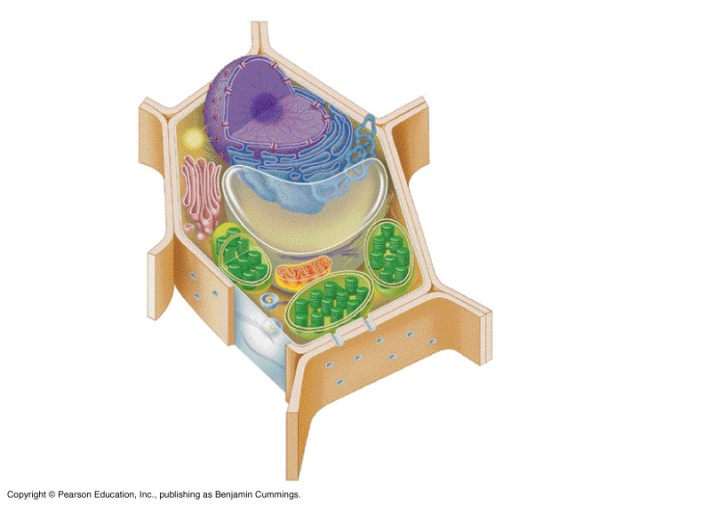 Copyright © Pearson Education, Inc., publishing as Benjamin Cummings.